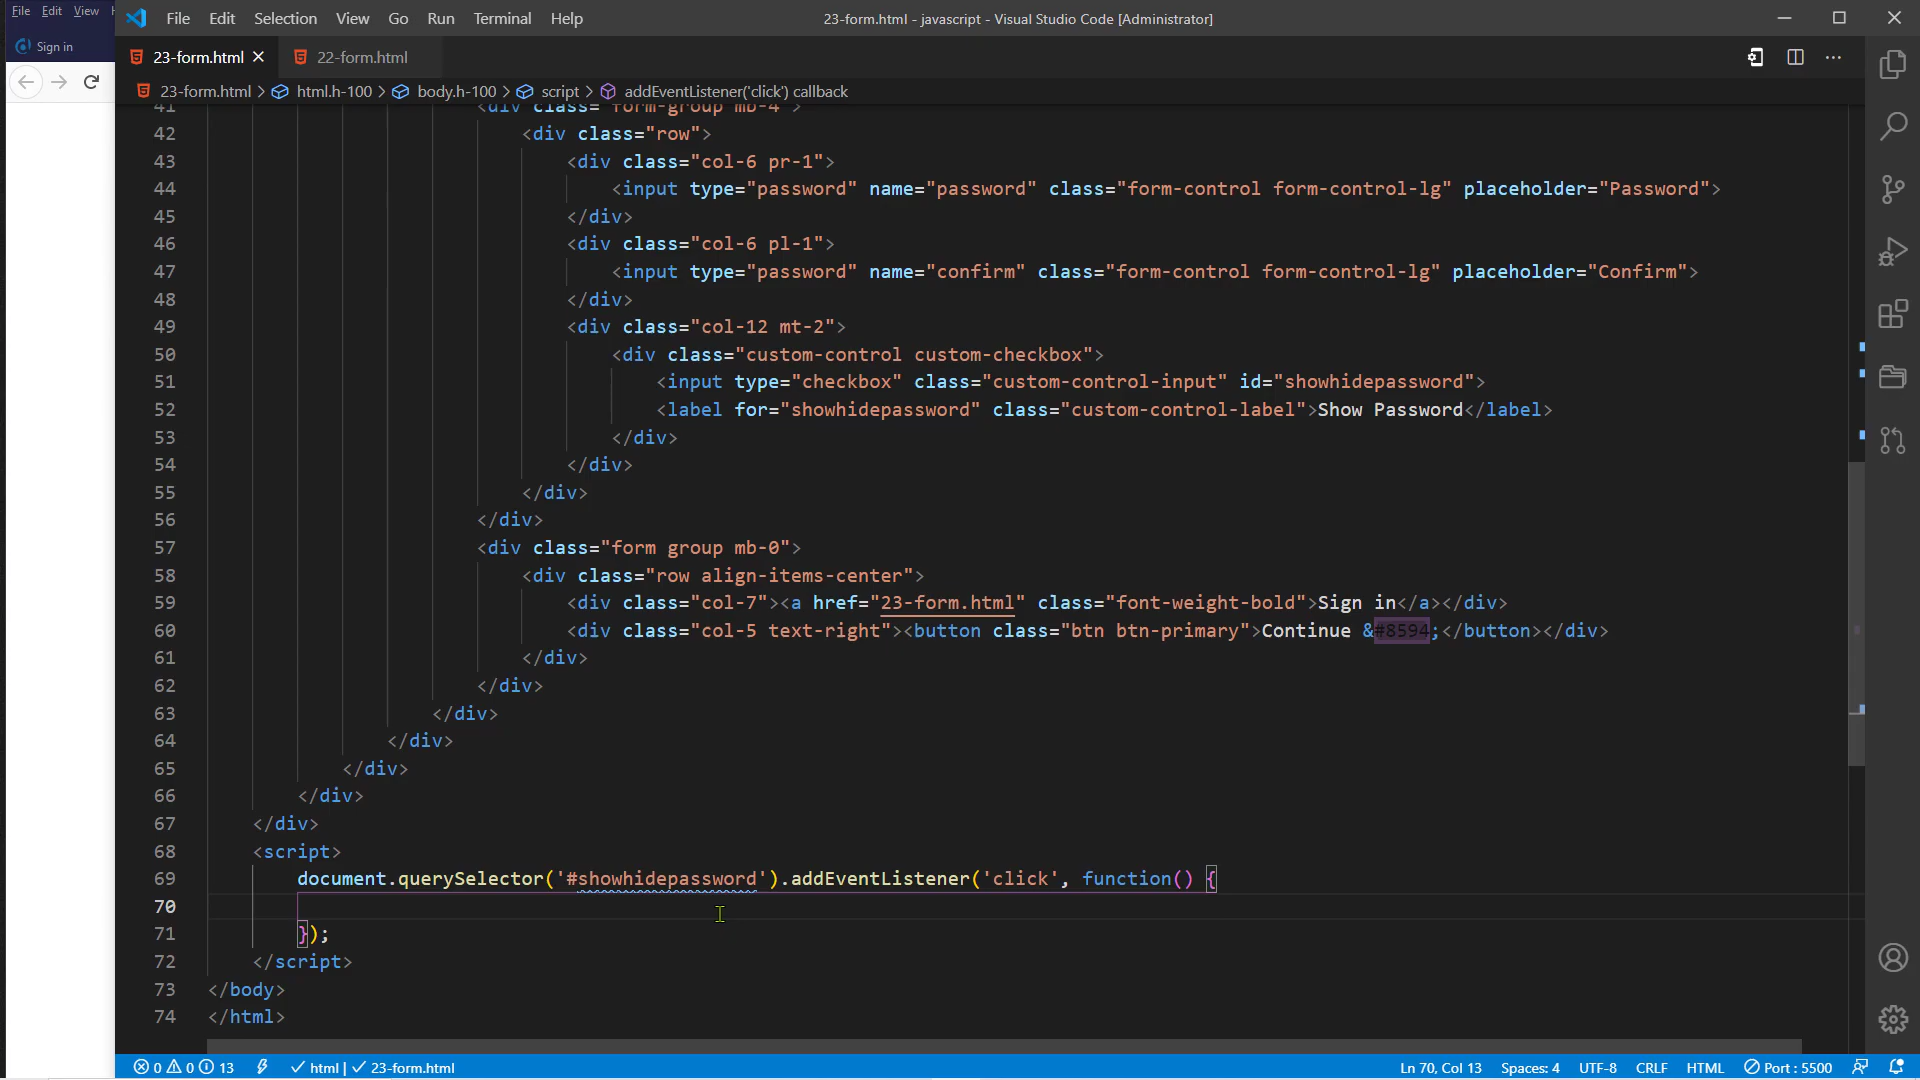 File Edit View
Sign in
File Edit Selection View Go Run Terminal Help
23-form.html - javascript - Visual Studio Code [Administrator]
23-form.html
22-form.html
23-form.html > html.h-100 > body.h-100 > script > addEventListener('click') callback
41 <div class="form-group mb-4">
42 <div class="row">
43 <div class="col-6 pr-1">
44 <input type="password" name="password" class="form-control form-control-lg" placeholder="Password">
45 </div>
46 <div class="col-6 pl-1">
47 <input type="password" name="confirm" class="form-control form-control-lg" placeholder="Confirm">
48 </div>
49 <div class="col-12 mt-2">
50 <div class="custom-control custom-checkbox">
51 <input type="checkbox" class="custom-control-input" id="showhidepassword">
52 <label for="showhidepassword" class="custom-control-label">Show Password</label>
53 </div>
54 </div>
55 </div>
56 </div>
57 <div class="form group mb-0">
58 <div class="row align-items-center">
59 <div class="col-7"><a href="23-form.html" class="font-weight-bold">Sign in</a></div>
60 <div class="col-5 text-right"><button class="btn btn-primary">Continue &#8594;</button></div>
61 </div>
62 </div>
63 </div>
64 </div>
65 </div>
66 </div>
67 </div>
68 <script>
69 document.querySelector('#showhidepassword').addEventListener('click', function() {
70
71 });
72 </script>
73 </body>
74 </html>
0 0 13 html | 23-form.html
Ln 70, Col 13 Spaces: 4 UTF-8 CRLF HTML Port : 5500